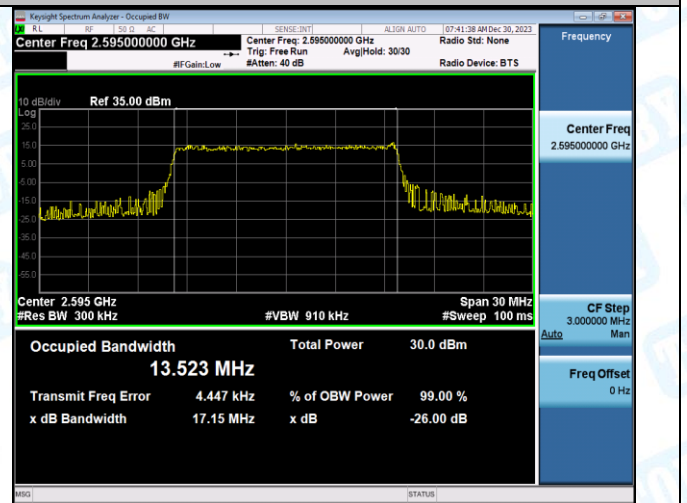 Keysight Spectrum Analyzer - Occupied BW
RL RF 50 Ω AC SENSE:INT ALIGN AUTO 07:41:38 AM Dec 30, 2023
Center Freq 2.595000000 GHz
Center Freq: 2.595000000 GHz
Radio Std: None
Trig: Free Run Avg|Hold: 30/30
#IFGain:Low #Atten: 40 dB Radio Device: BTS
Frequency
10 dB/div Ref 35.00 dBm
Log
25.0
15.0
5.00
-5.00
-15.0
-25.0
-35.0
-45.0
-55.0
Center Freq
2.595000000 GHz
Center 2.595 GHz Span 30 MHz
#Res BW 300 kHz #VBW 910 kHz #Sweep 100 ms
CF Step
3.000000 MHz
Auto Man
Occupied Bandwidth Total Power 30.0 dBm
13.523 MHz
Transmit Freq Error 4.447 kHz % of OBW Power 99.00 %
x dB Bandwidth 17.15 MHz x dB -26.00 dB
Freq Offset
0 Hz
MSG STATUS